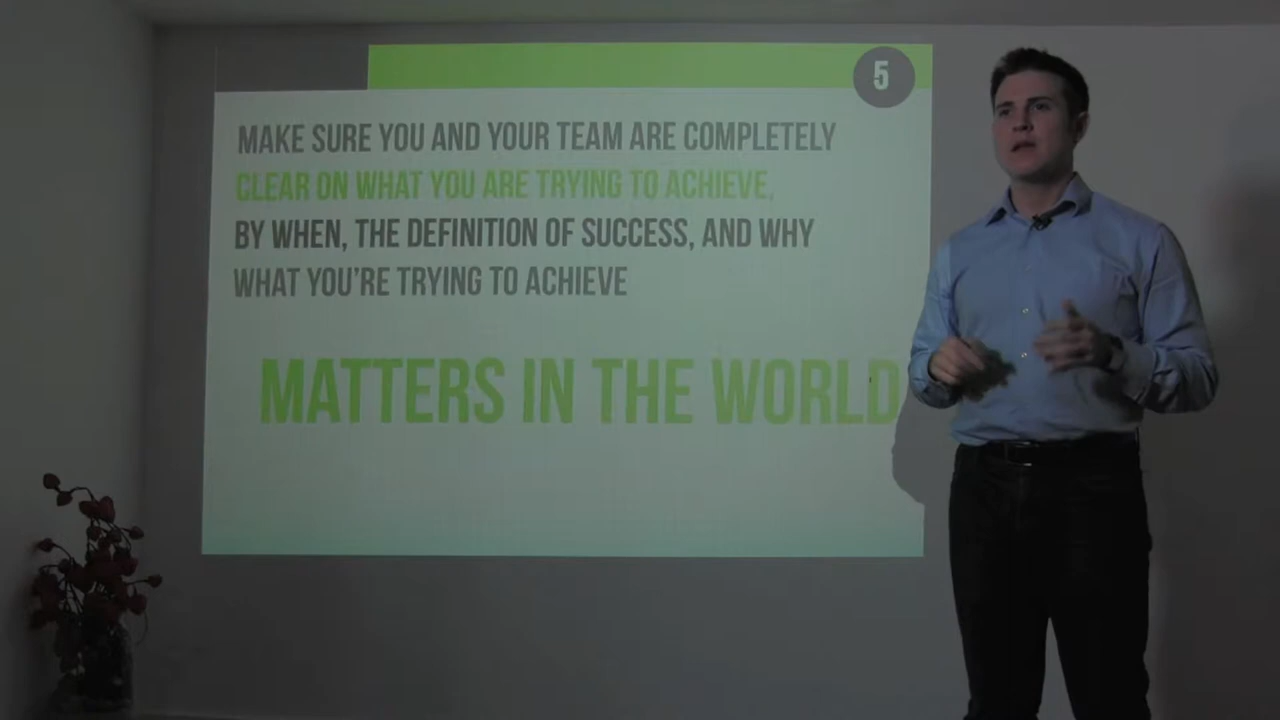 5
MAKE SURE YOU AND YOUR TEAM ARE COMPLETELY
CLEAR ON WHAT YOU ARE TRYING TO ACHIEVE,
BY WHEN, THE DEFINITION OF SUCCESS, AND WHY
WHAT YOU'RE TRYING TO ACHIEVE
MATTERS IN THE WORLD